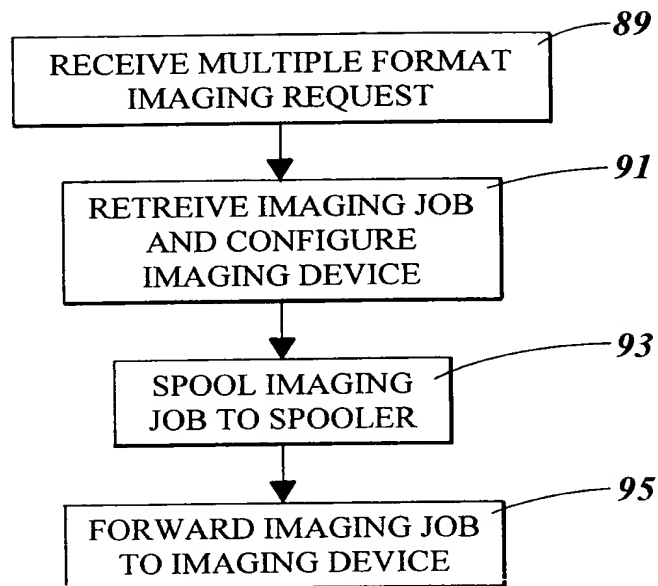 89
RECEIVE MULTIPLE FORMAT
IMAGING REQUEST
91
RETREIVE IMAGING JOB
AND CONFIGURE
IMAGING DEVICE
93
SPOOL IMAGING
JOB TO SPOOLER
95
FORWARD IMAGING JOB
TO IMAGING DEVICE